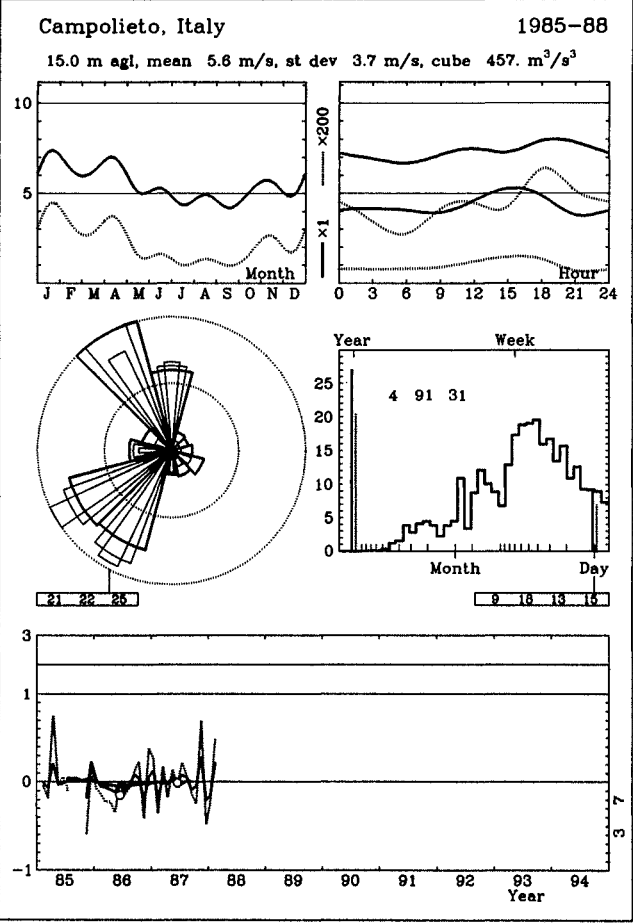 Campolieto, Italy 1985-88
15.0 m agl, mean 5.6 m/s, st dev 3.7 m/s, cube 457. m³/s³
10
5
×1 ×200
Month
J F M A M J J A S O N D
Hour
0 3 6 9 12 15 18 21 24
Year Week
25
20
15
10
5
0
4 91 31
Month Day
21 22 25
9 18 13 15
3
1
0
-1
3 7
85 86 87 88 89 90 91 92 93 94
Year